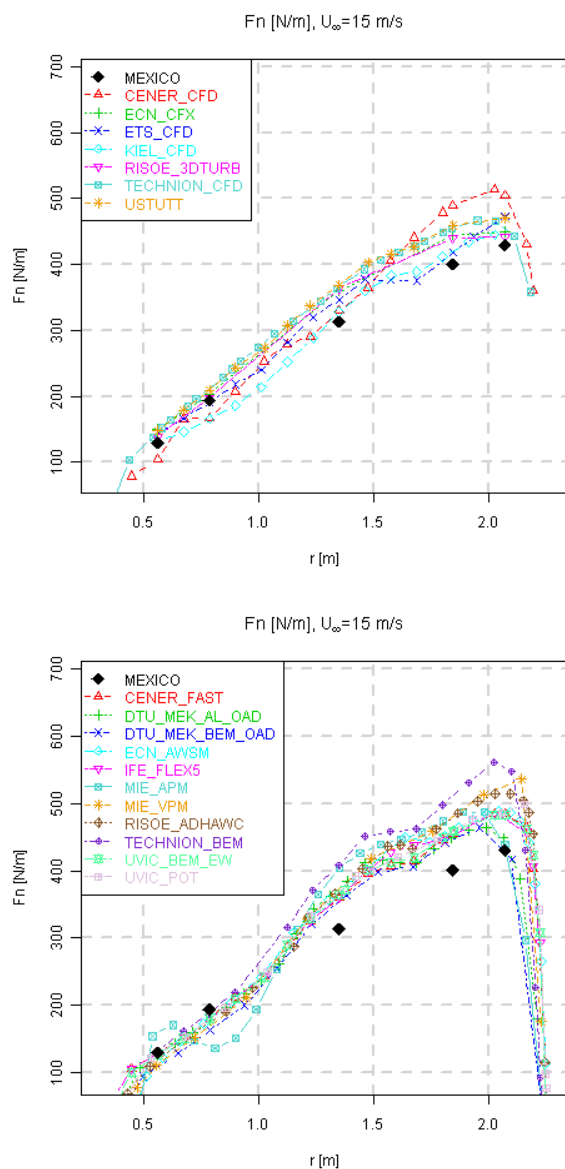 Fn [N/m], U∞=15 m/s
700
600
500
400
300
200
100
Fn [N/m]
MEXICO
CENER_CFD
ECN_CFX
ETS_CFD
KIEL_CFD
RISOE_3DTURB
TECHNION_CFD
USTUTT
0.5 1.0 1.5 2.0
r [m]
Fn [N/m], U∞=15 m/s
700
600
500
400
300
200
100
Fn [N/m]
MEXICO
CENER_FAST
DTU_MEK_AL_OAD
DTU_MEK_BEM_OAD
ECN_AWSM
IFE_FLEX5
MIE_APM
MIE_VPM
RISOE_ADHAWC
TECHNION_BEM
UVIC_BEM_EW
UVIC_POT
0.5 1.0 1.5 2.0
r [m]